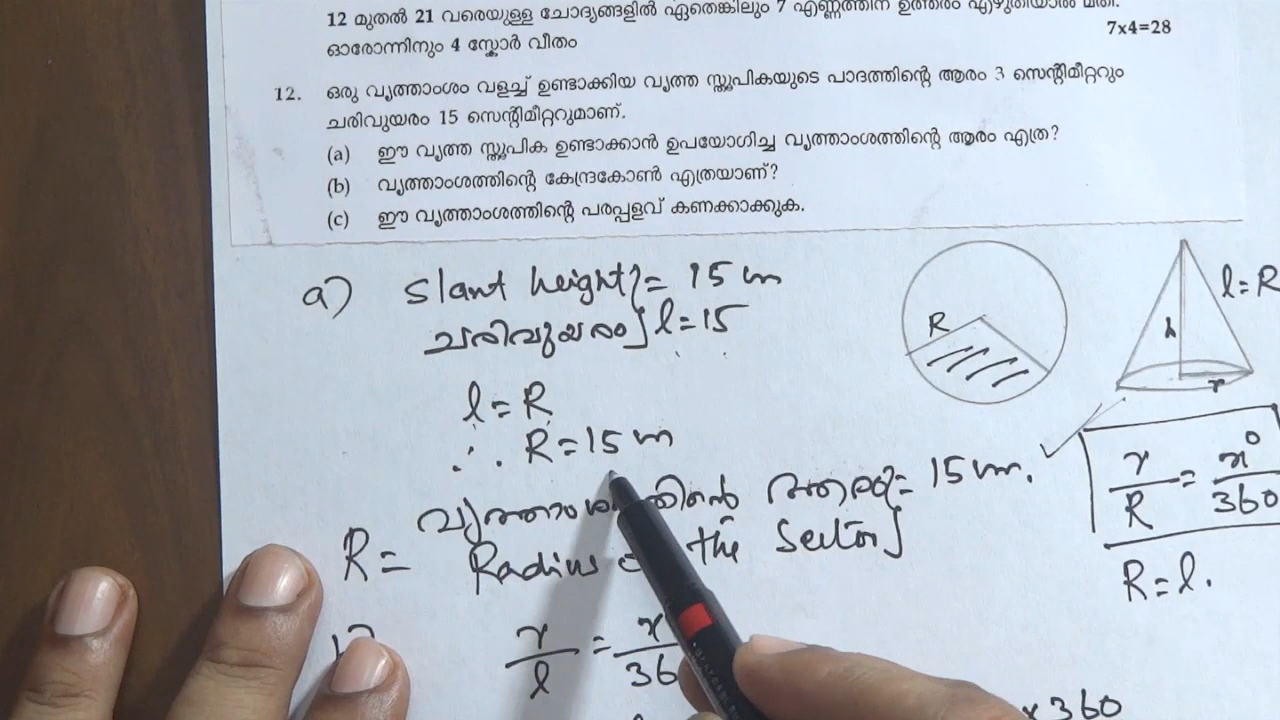 12 മുതൽ 21 വരെയുള്ള ചോദ്യങ്ങളിൽ ഏതെങ്കിലും 7 എണ്ണത്തിന് ഉത്തരം എഴുതിയാൽ മതി.
ഓരോന്നിനും 4 സ്കോർ വീതം
7x4=28
12. ഒരു വൃത്താംശം വളച്ച് ഉണ്ടാക്കിയ വൃത്ത സ്തൂപികയുടെ പാദത്തിന്റെ ആരം 3 സെന്റിമീറ്ററും
ചരിവുയരം 15 സെന്റിമീറ്ററുമാണ്.
(a) ഈ വൃത്ത സ്തൂപിക ഉണ്ടാക്കാൻ ഉപയോഗിച്ച വൃത്താംശത്തിന്റെ ആരം എത്ര?
(b) വൃത്താംശത്തിന്റെ കേന്ദ്രകോൺ എത്രയാണ്?
(c) ഈ വൃത്താംശത്തിന്റെ പരപ്പളവ് കണക്കാക്കുക.
a) Slant height = 15 cm
ചരിവുയരം l = 15
R
l = R
h
r
l = R
∴ R = 15 cm
വൃത്താംശത്തിന്റെ ആരം = 15 cm.
R = Radius of the Sector
r/R = x°/360
R = l.
r/l = x/36
x 360